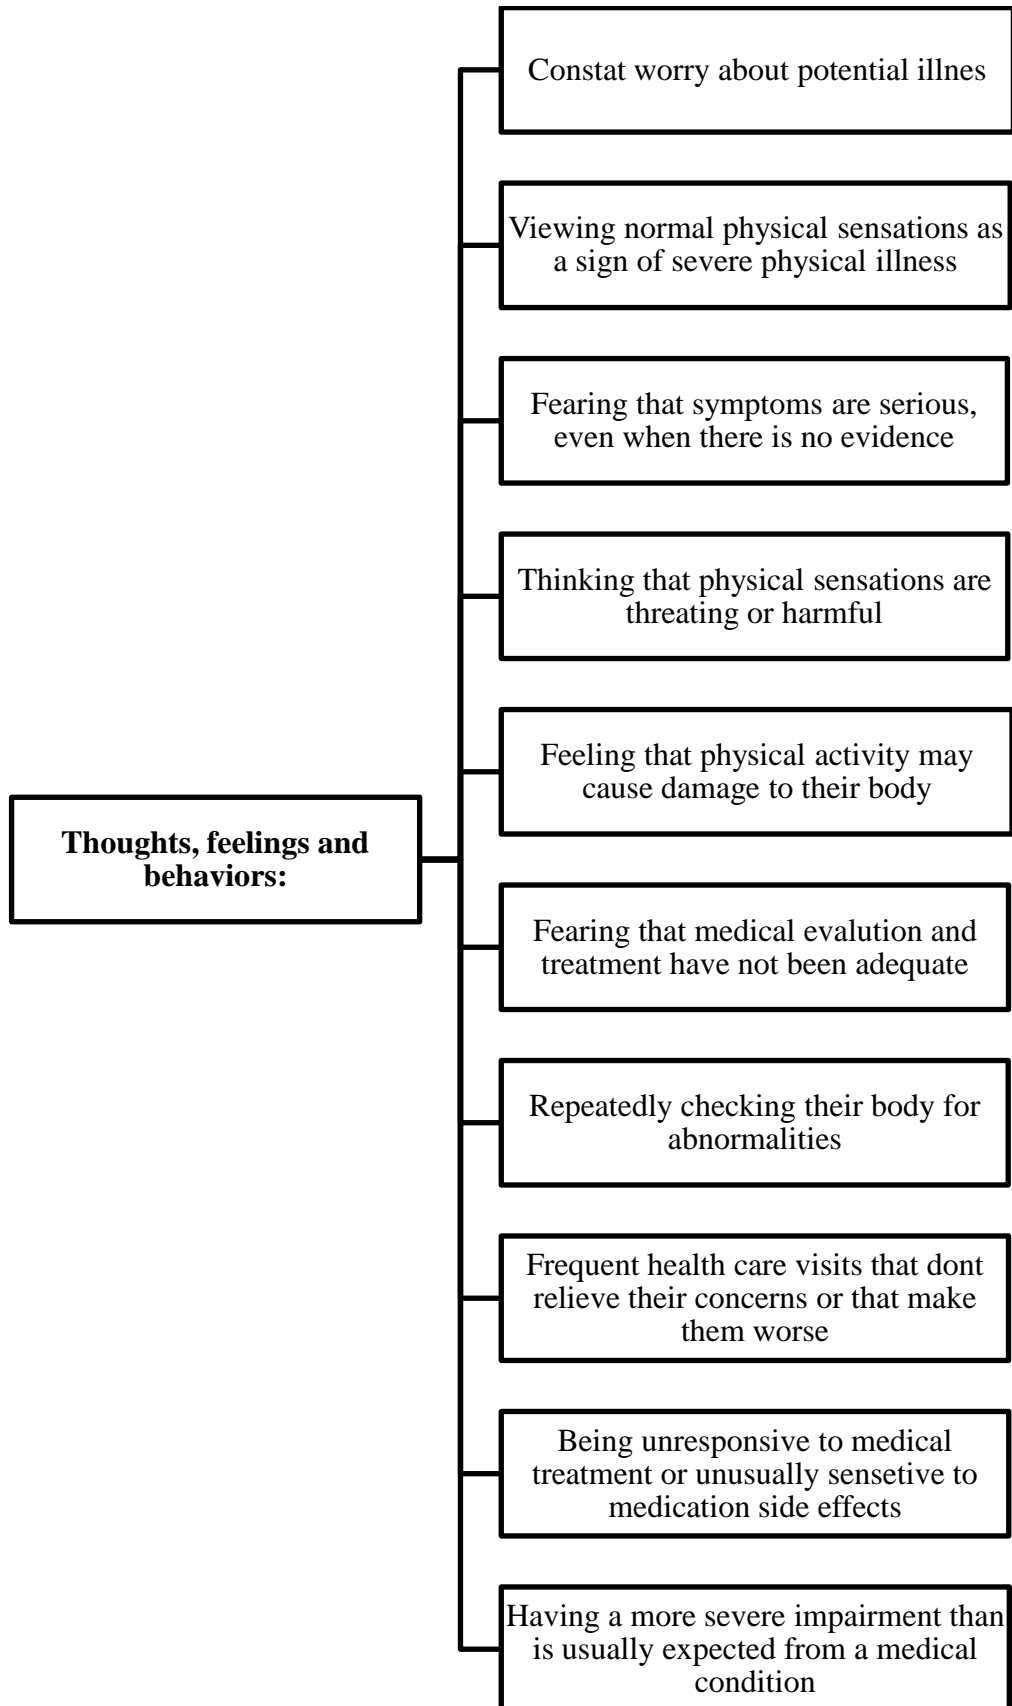 Constat worry about potential illnes
Viewing normal physical sensations as
a sign of severe physical illness
Fearing that symptoms are serious,
even when there is no evidence
Thinking that physical sensations are
threating or harmful
Feeling that physical activity may
cause damage to their body
Thoughts, feelings and
behaviors:
Fearing that medical evalution and
treatment have not been adequate
Repeatedly checking their body for
abnormalities
Frequent health care visits that dont
relieve their concerns or that make
them worse
Being unresponsive to medical
treatment or unusually sensetive to
medication side effects
Having a more severe impairment than
is usually expected from a medical
condition